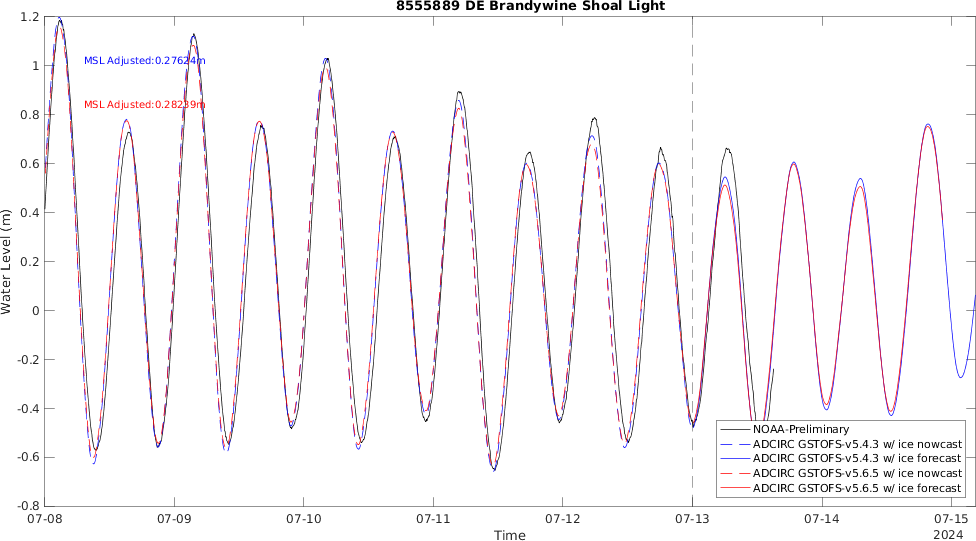 8555889 DE Brandywine Shoal Light
1.2
1
0.8
0.6
0.4
0.2
0
-0.2
-0.4
-0.6
-0.8
Water Level (m)
MSL Adjusted:0.27624m
MSL Adjusted:0.28239m
NOAA-Preliminary
ADCIRC GSTOFS-v5.4.3 w/ ice nowcast
ADCIRC GSTOFS-v5.4.3 w/ ice forecast
ADCIRC GSTOFS-v5.6.5 w/ ice nowcast
ADCIRC GSTOFS-v5.6.5 w/ ice forecast
07-08 07-09 07-10 07-11 07-12 07-13 07-14 07-15
Time
2024